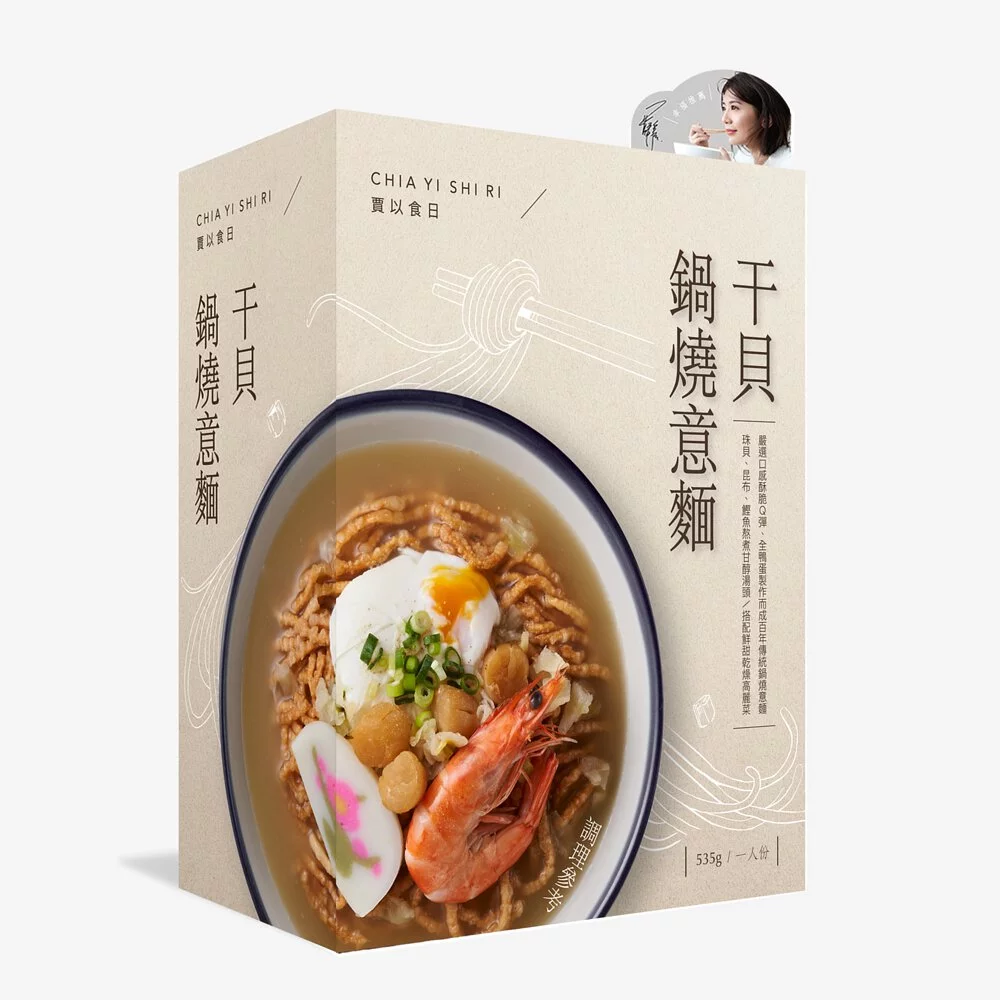 CHIA YI SHI RI
賈以食日
干貝
鍋燒意麵
CHIA YI SHI RI
賈以食日
干貝
鍋燒意麵
嚴選口感酥脆Q彈、全鴨蛋製作而成百年傳統鍋燒意麵
珠貝、昆布、鰹魚熬煮甘醇湯頭／搭配鮮甜乾燥高麗菜
調理參考
535g / 一人份